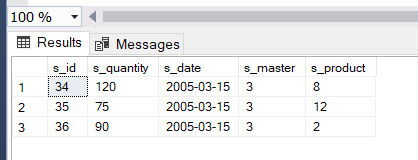 100 %
Results Messages
s_id s_quantity s_date s_master s_product
1 34 120 2005-03-15 3 8
2 35 75 2005-03-15 3 12
3 36 90 2005-03-15 3 2